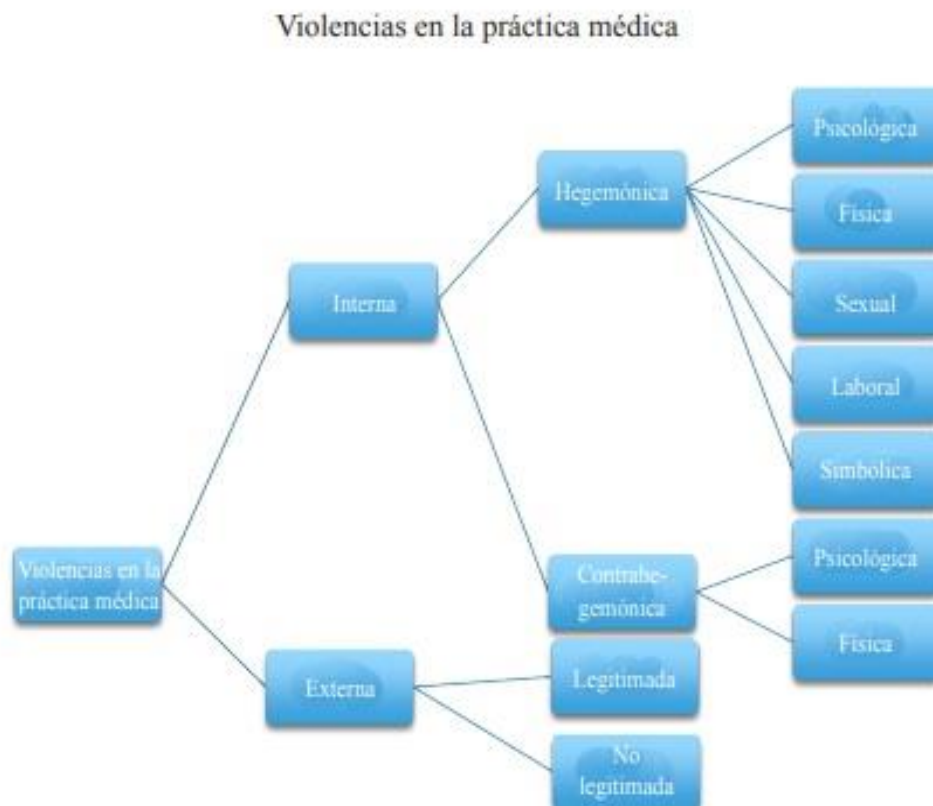 Violencias en la práctica médica
Psicológica
Hegemónica
Física
Interna
Sexual
Laboral
Simbólica
Violencias en la
práctica médica
Contrahe-
gemónica
Psicológica
Física
Externa
Legitimada
No
legitimada